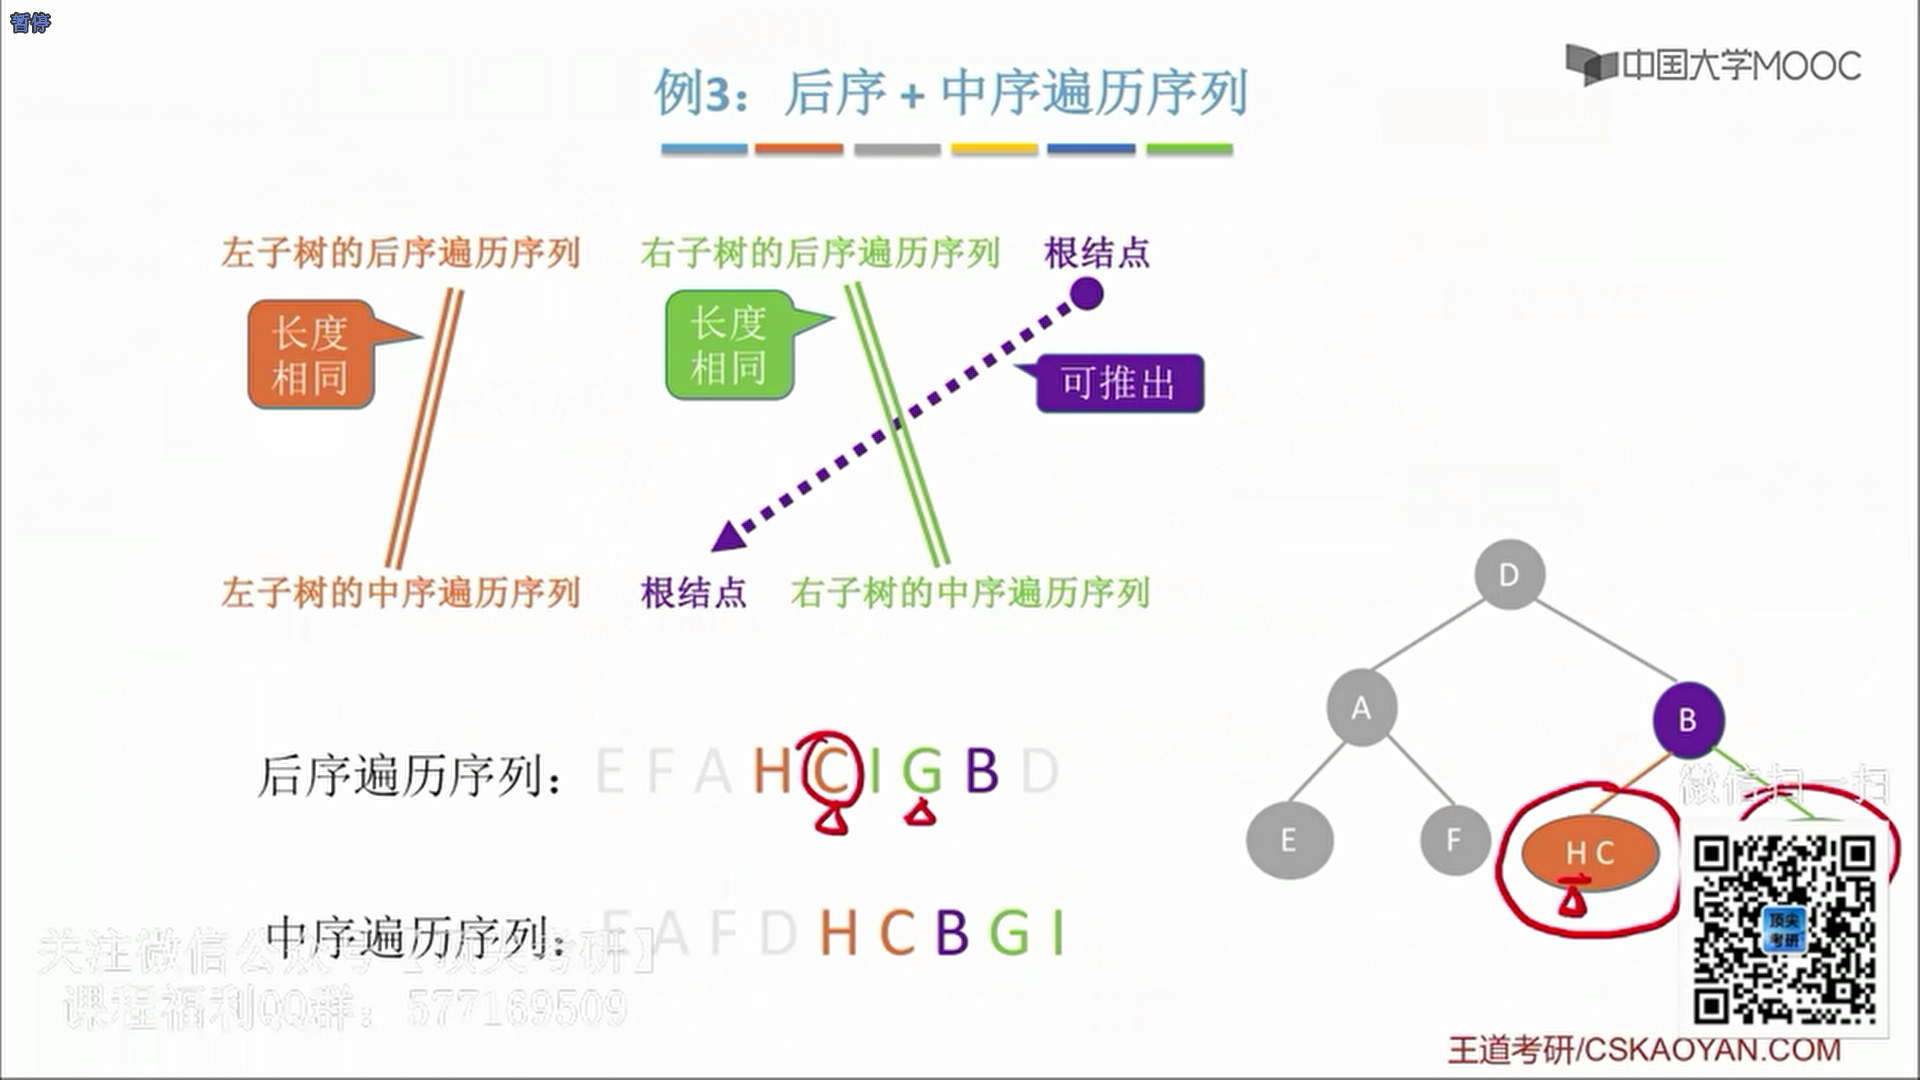 暂停
中国大学MOOC
例3：后序 + 中序遍历序列
左子树的后序遍历序列 右子树的后序遍历序列 根结点
长度
相同
长度
相同
可推出
左子树的中序遍历序列 根结点 右子树的中序遍历序列
D
A
B
E
F
H C
后序遍历序列： E F A H C I G B D
微信扫一扫
顶尖
考研
中序遍历序列： E A F D H C B G I
关注微信公众号【顶尖考研】
课程福利QQ群：577169509
王道考研/CSKAOYAN.COM